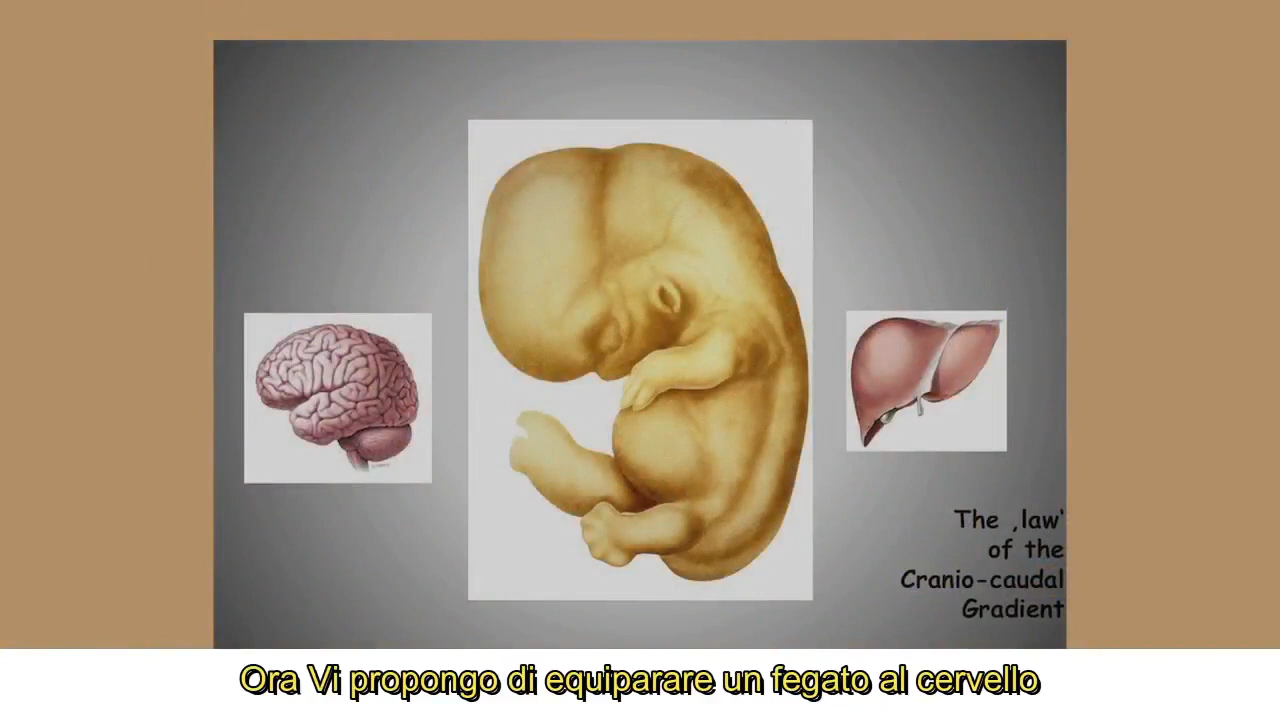 The ‚law‘
of the
Cranio-caudal
Gradient
Ora Vi propongo di equiparare un fegato al cervello